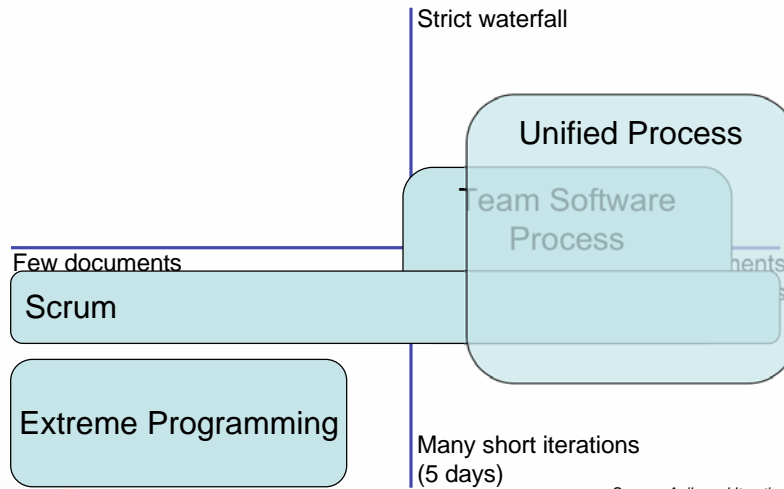 Strict waterfall
Unified Process
Team Software
Process
Few documents
Scrum
Extreme Programming
Many short iterations
(5 days)